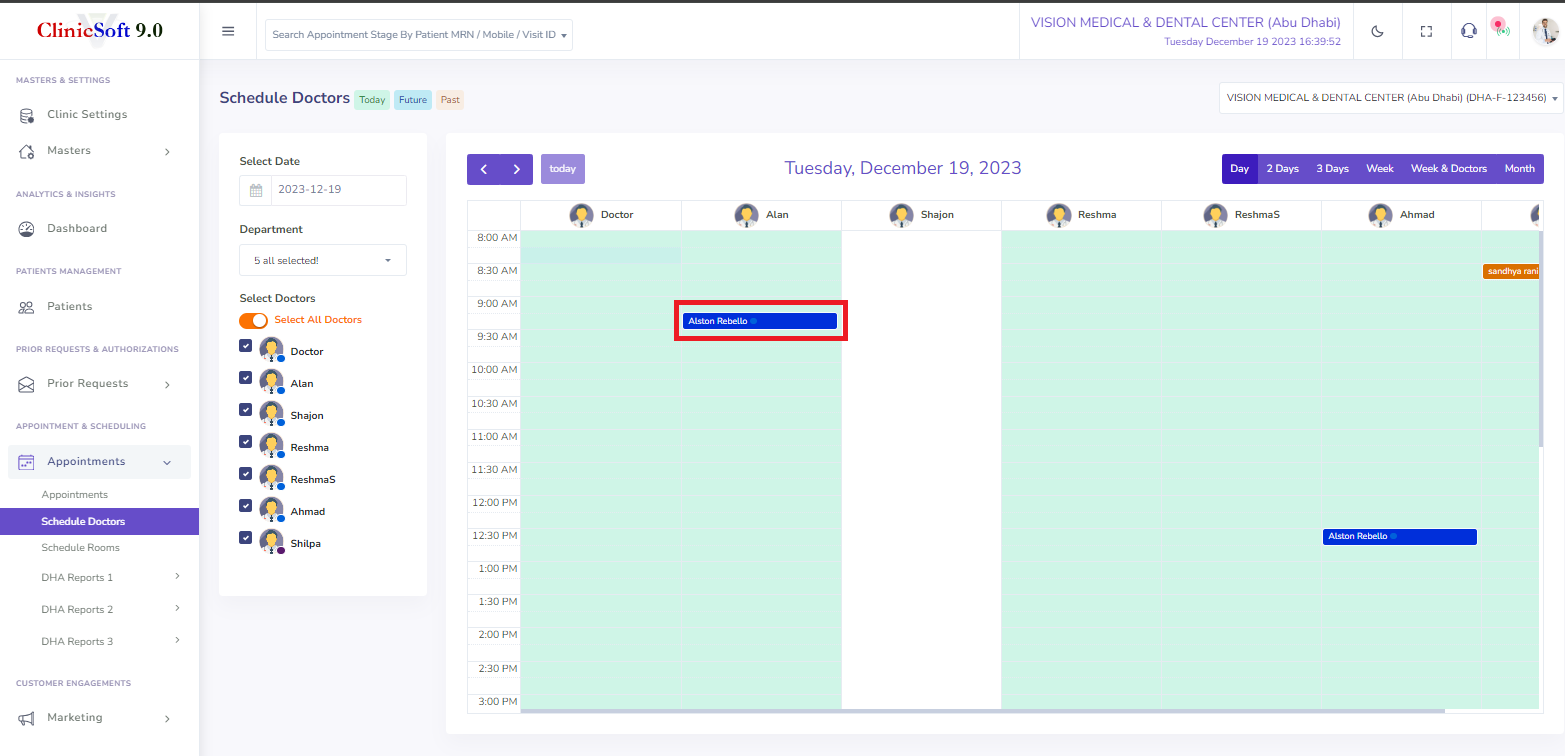 ClinicSoft 9.0
Search Appointment Stage By Patient MRN / Mobile / Visit ID
VISION MEDICAL & DENTAL CENTER (Abu Dhabi)
Tuesday December 19 2023 16:39:52
MASTERS & SETTINGS
Clinic Settings
Masters
ANALYTICS & INSIGHTS
Dashboard
PATIENTS MANAGEMENT
Patients
PRIOR REQUESTS & AUTHORIZATIONS
Prior Requests
APPOINTMENT & SCHEDULING
Appointments
Appointments
Schedule Doctors
Schedule Rooms
DHA Reports 1
DHA Reports 2
DHA Reports 3
CUSTOMER ENGAGEMENTS
Marketing
Schedule Doctors Today Future Past
VISION MEDICAL & DENTAL CENTER (Abu Dhabi) (DHA-F-123456)
Select Date
2023-12-19
Department
5 all selected!
Select Doctors
Select All Doctors
Doctor
Alan
Shajon
Reshma
ReshmaS
Ahmad
Shilpa
today
Tuesday, December 19, 2023
Day 2 Days 3 Days Week Week & Doctors Month
Doctor Alan Shajon Reshma ReshmaS Ahmad
8:00 AM
8:30 AM
sandhya rani
9:00 AM
Alston Rebello
9:30 AM
10:00 AM
10:30 AM
11:00 AM
11:30 AM
12:00 PM
12:30 PM
Alston Rebello
1:00 PM
1:30 PM
2:00 PM
2:30 PM
3:00 PM